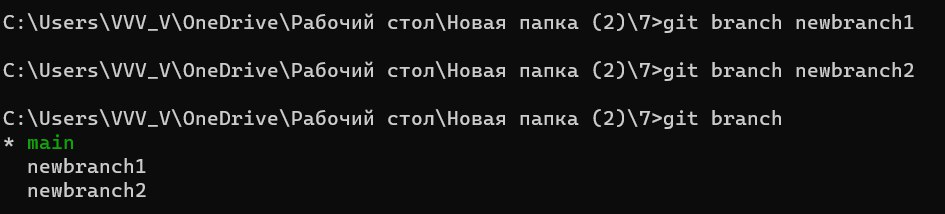 C:\Users\VVV_V\OneDrive\Рабочий стол\Новая папка (2)\7>git branch newbranch1
C:\Users\VVV_V\OneDrive\Рабочий стол\Новая папка (2)\7>git branch newbranch2
C:\Users\VVV_V\OneDrive\Рабочий стол\Новая папка (2)\7>git branch
* main
  newbranch1
  newbranch2